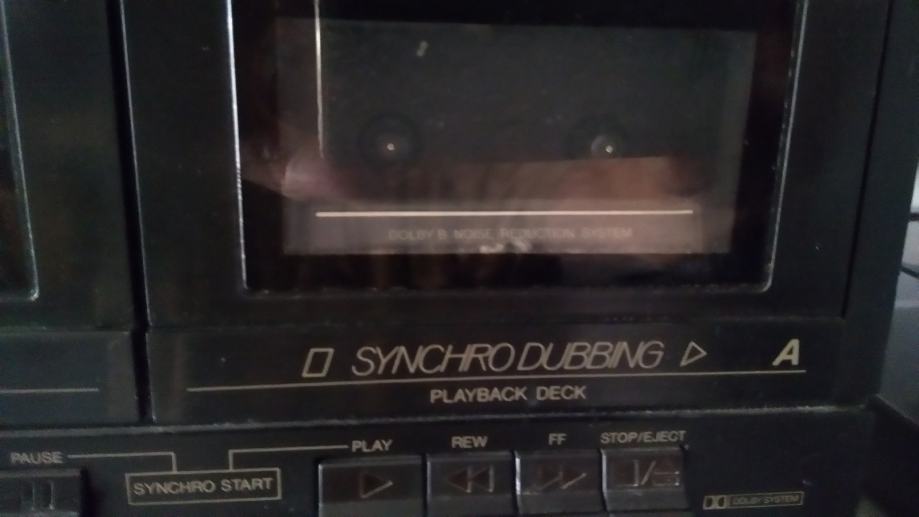 DOLBY B NOISE REDUCTION SYSTEM
SYNCHRO DUBBING A
PLAYBACK DECK
PAUSE PLAY REW FF STOP/EJECT
SYNCHRO START
DOLBY SYSTEM